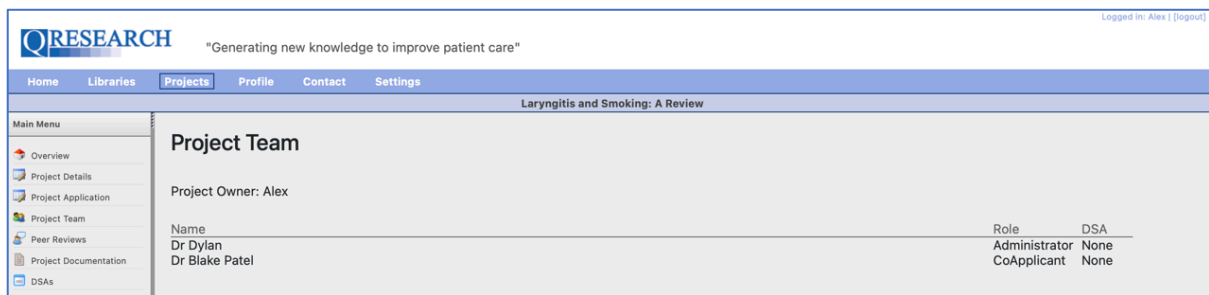 Logged in: Alex | [logout]
QRESEARCH "Generating new knowledge to improve patient care"
Home Libraries Projects Profile Contact Settings
Laryngitis and Smoking: A Review
Main Menu
Overview
Project Details
Project Application
Project Team
Peer Reviews
Project Documentation
DSAs
Project Team
Project Owner: Alex
Name Role DSA
Dr Dylan Administrator None
Dr Blake Patel CoApplicant None